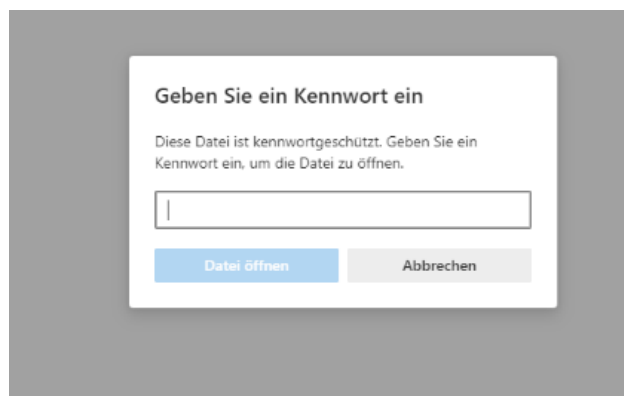 Geben Sie ein Kennwort ein
Diese Datei ist kennwortgeschützt. Geben Sie ein
Kennwort ein, um die Datei zu öffnen.
Datei öffnen
Abbrechen